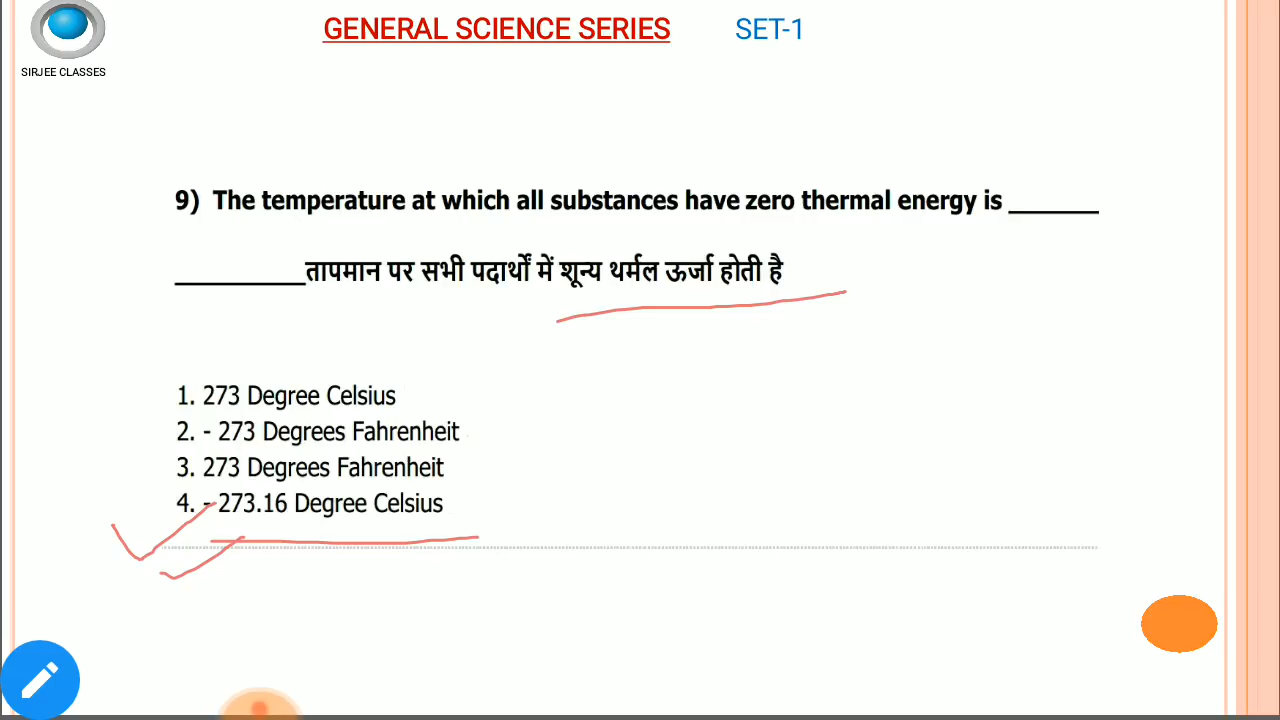 GENERAL SCIENCE SERIES SET-1
SIRJEE CLASSES
9) The temperature at which all substances have zero thermal energy is _______
__________तापमान पर सभी पदार्थों में शून्य थर्मल ऊर्जा होती है
1. 273 Degree Celsius
2. - 273 Degrees Fahrenheit
3. 273 Degrees Fahrenheit
4. - 273.16 Degree Celsius